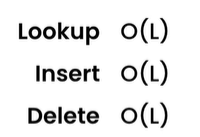 Lookup O(L)
Insert O(L)
Delete O(L)